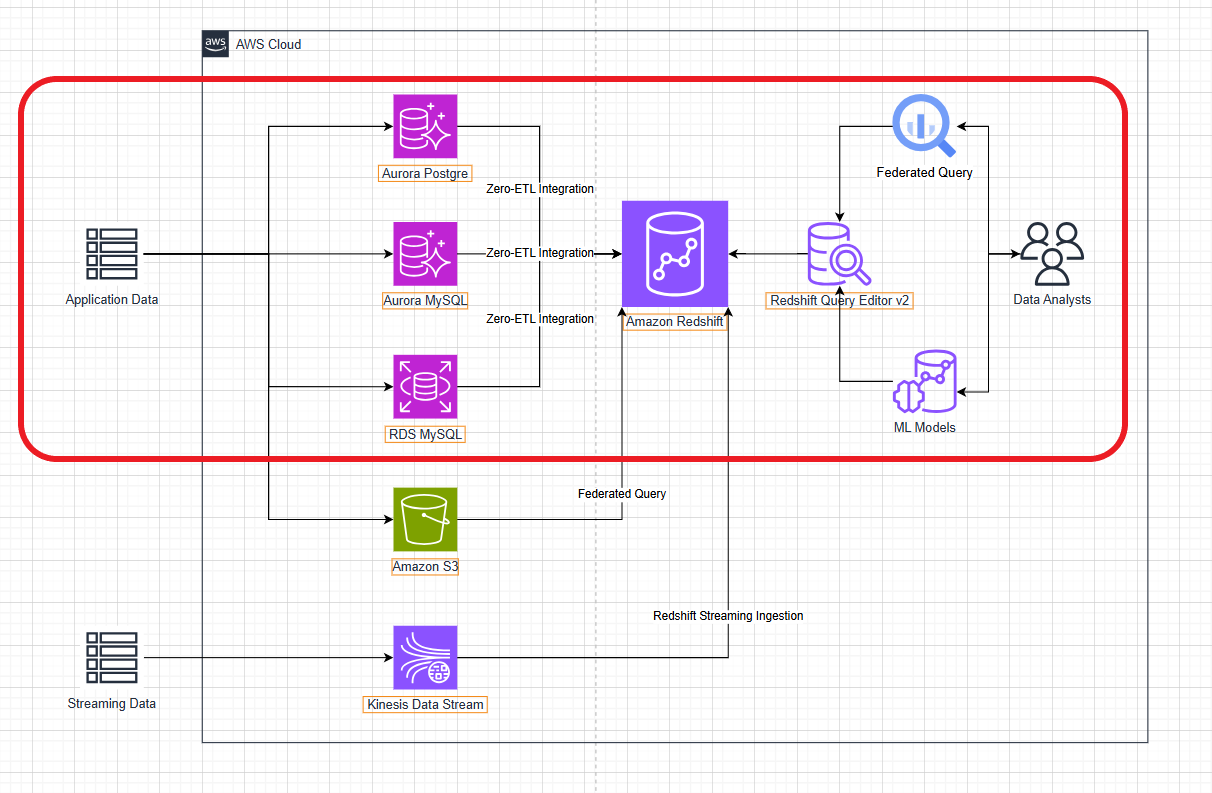 aws
AWS Cloud
Aurora Postgre
Federated Query
Zero-ETL Integration
Zero-ETL Integration
Application Data
Aurora MySQL
Redshift Query Editor v2
Data Analysts
Zero-ETL Integration
Amazon Redshift
RDS MySQL
ML Models
Federated Query
Amazon S3
Redshift Streaming Ingestion
Streaming Data
Kinesis Data Stream